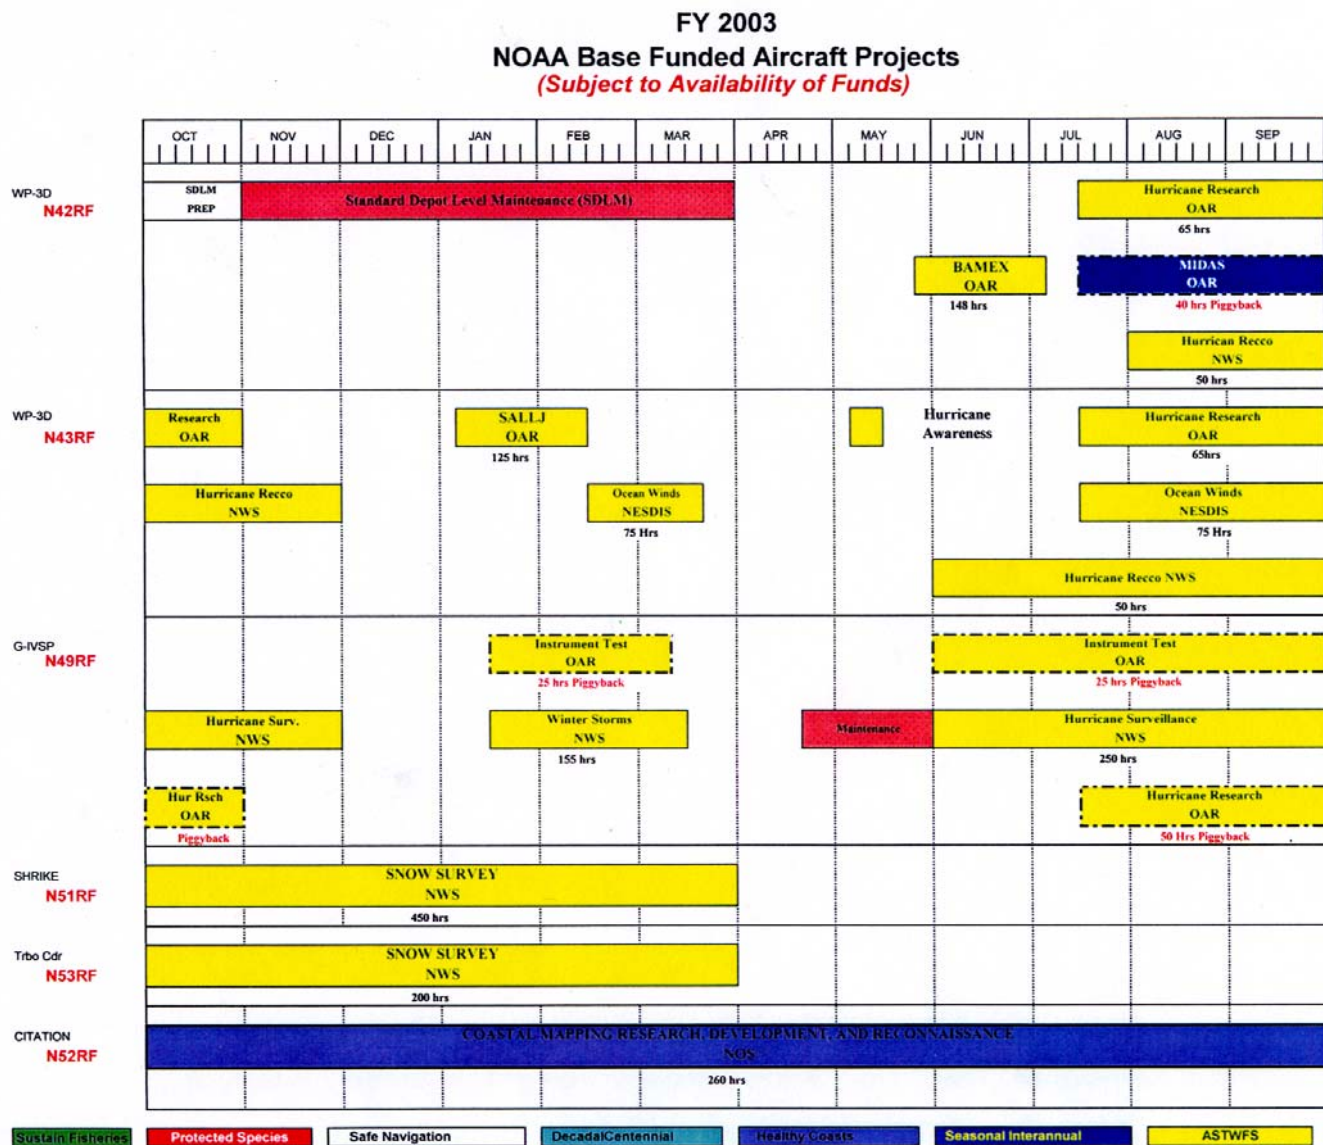 FY 2003
NOAA Base Funded Aircraft Projects
(Subject to Availability of Funds)
OCT NOV DEC JAN FEB MAR APR MAY JUN JUL AUG SEP
WP-3D
N42RF
SDLM
PREP
Standard Depot Level Maintenance (SDLM)
Hurricane Research
OAR
65 hrs
BAMEX
OAR
148 hrs
MIDAS
OAR
40 hrs Piggyback
Hurrican Recco
NWS
50 hrs
WP-3D
N43RF
Research
OAR
SALLJ
OAR
125 hrs
Hurricane
Awareness
Hurricane Research
OAR
65hrs
Hurricane Recco
NWS
Ocean Winds
NESDIS
75 Hrs
Ocean Winds
NESDIS
75 Hrs
Hurricane Recco NWS
50 hrs
G-IVSP
N49RF
Instrument Test
OAR
25 hrs Piggyback
Instrument Test
OAR
25 hrs Piggyback
Hurricane Surv.
NWS
Winter Storms
NWS
155 hrs
Maintenance
Hurricane Surveillance
NWS
250 hrs
Hur Rsch
OAR
Piggyback
Hurricane Research
OAR
50 Hrs Piggyback
SHRIKE
N51RF
SNOW SURVEY
NWS
450 hrs
Trbo Cdr
N53RF
SNOW SURVEY
NWS
200 hrs
CITATION
N52RF
COASTAL MAPPING RESEARCH, DEVELOPMENT, AND RECONNAISSANCE
NOS
260 hrs
Sustain Fisheries Protected Species Safe Navigation DecadalCentennial Healthy Coasts Seasonal Interannual ASTWFS